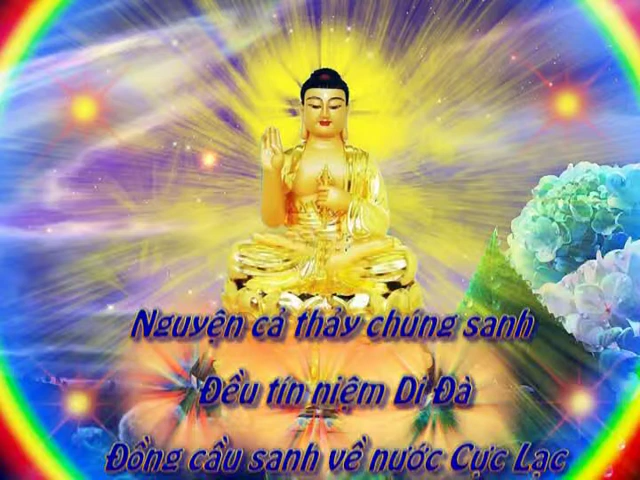 Nguyện cả thảy chúng sanh
Đều tín niệm Di Đà
Đồng cầu sanh về nước Cực Lạc